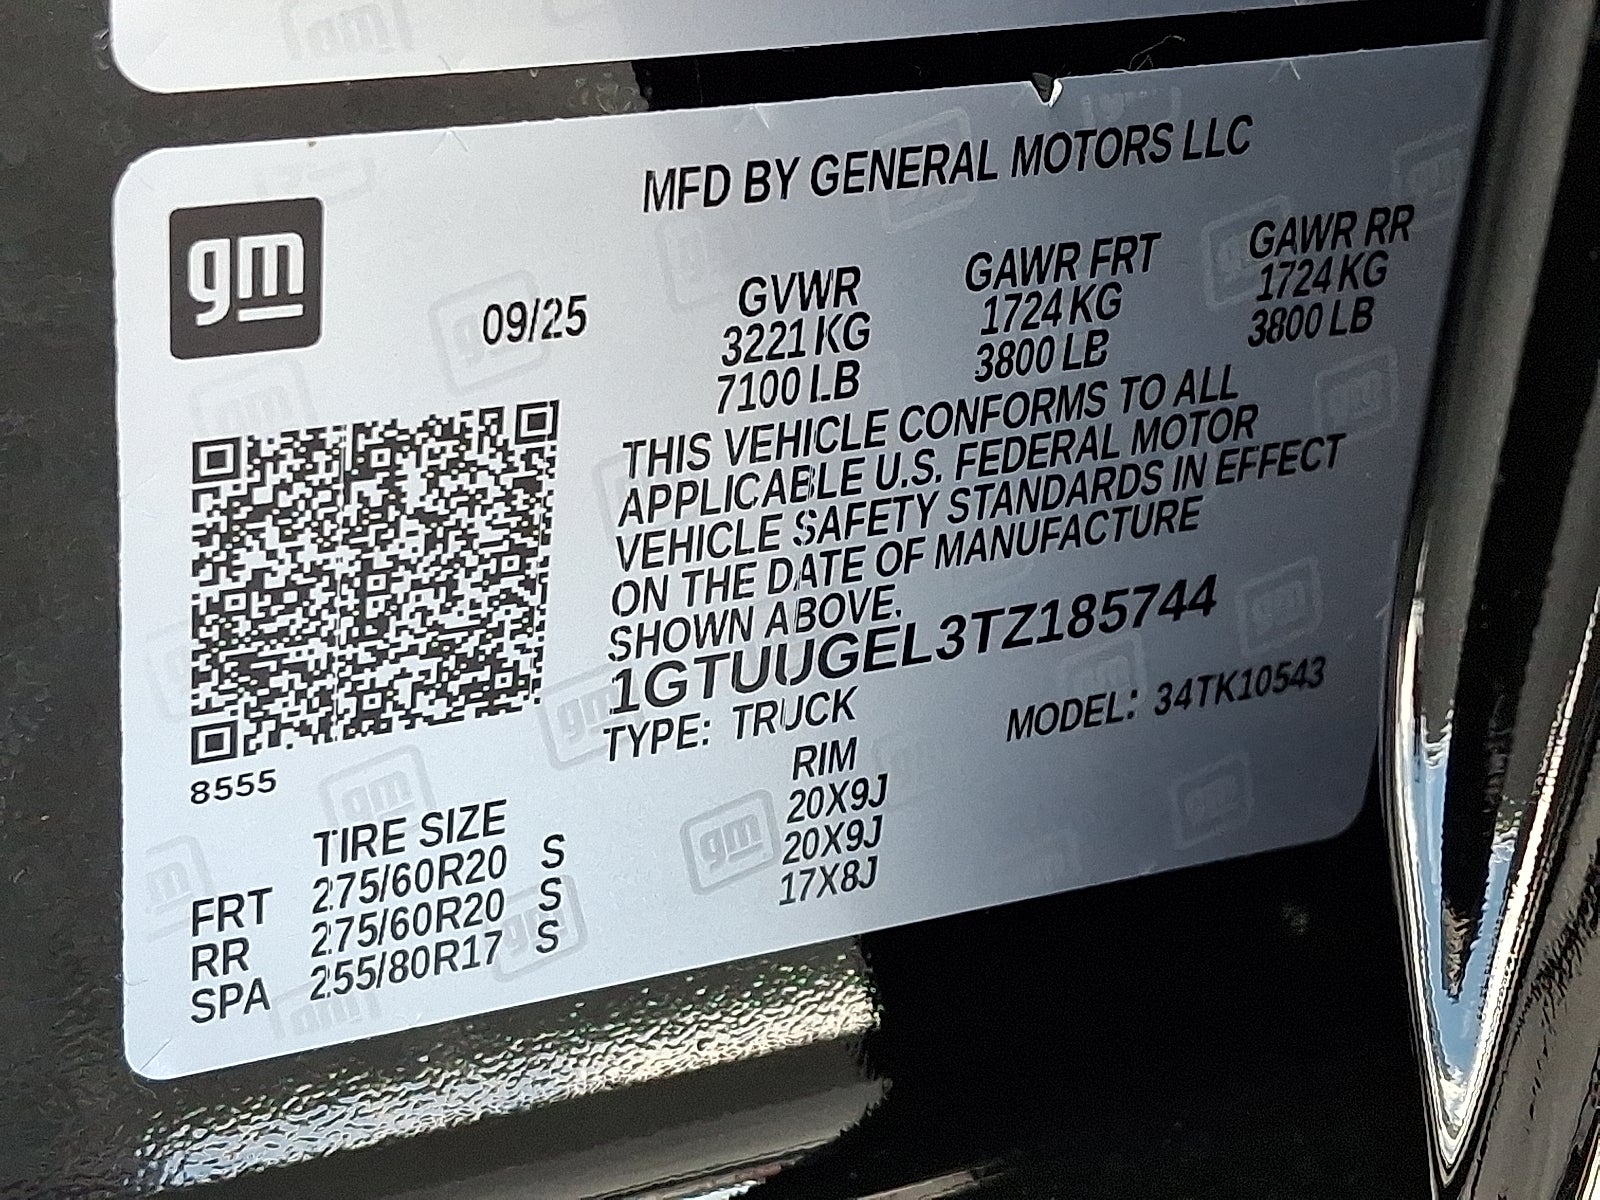 MFD BY GENERAL MOTORS LLC
gm
09/25
GVWR GAWR FRT GAWR RR
3221 KG 1724 KG 1724 KG
7100 LB 3800 LB 3800 LB
THIS VEHICLE CONFORMS TO ALL
APPLICABLE U.S. FEDERAL MOTOR
VEHICLE SAFETY STANDARDS IN EFFECT
ON THE DATE OF MANUFACTURE
SHOWN ABOVE.
1GTUUGEL3TZ185744
TYPE: TRUCK MODEL: 34TK10543
8555
TIRE SIZE RIM
FRT 275/60R20 S 20X9J
RR 275/60R20 S 20X9J
SPA 255/80R17 S 17X8J